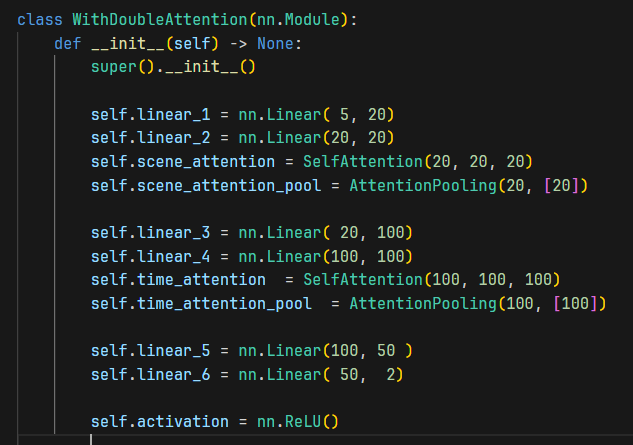 class WithDoubleAttention(nn.Module):
    def __init__(self) -> None:
        super().__init__()

        self.linear_1 = nn.Linear( 5, 20)
        self.linear_2 = nn.Linear(20, 20)
        self.scene_attention = SelfAttention(20, 20, 20)
        self.scene_attention_pool = AttentionPooling(20, [20])

        self.linear_3 = nn.Linear( 20, 100)
        self.linear_4 = nn.Linear(100, 100)
        self.time_attention  = SelfAttention(100, 100, 100)
        self.time_attention_pool  = AttentionPooling(100, [100])

        self.linear_5 = nn.Linear(100, 50 )
        self.linear_6 = nn.Linear( 50,  2)

        self.activation = nn.ReLU()